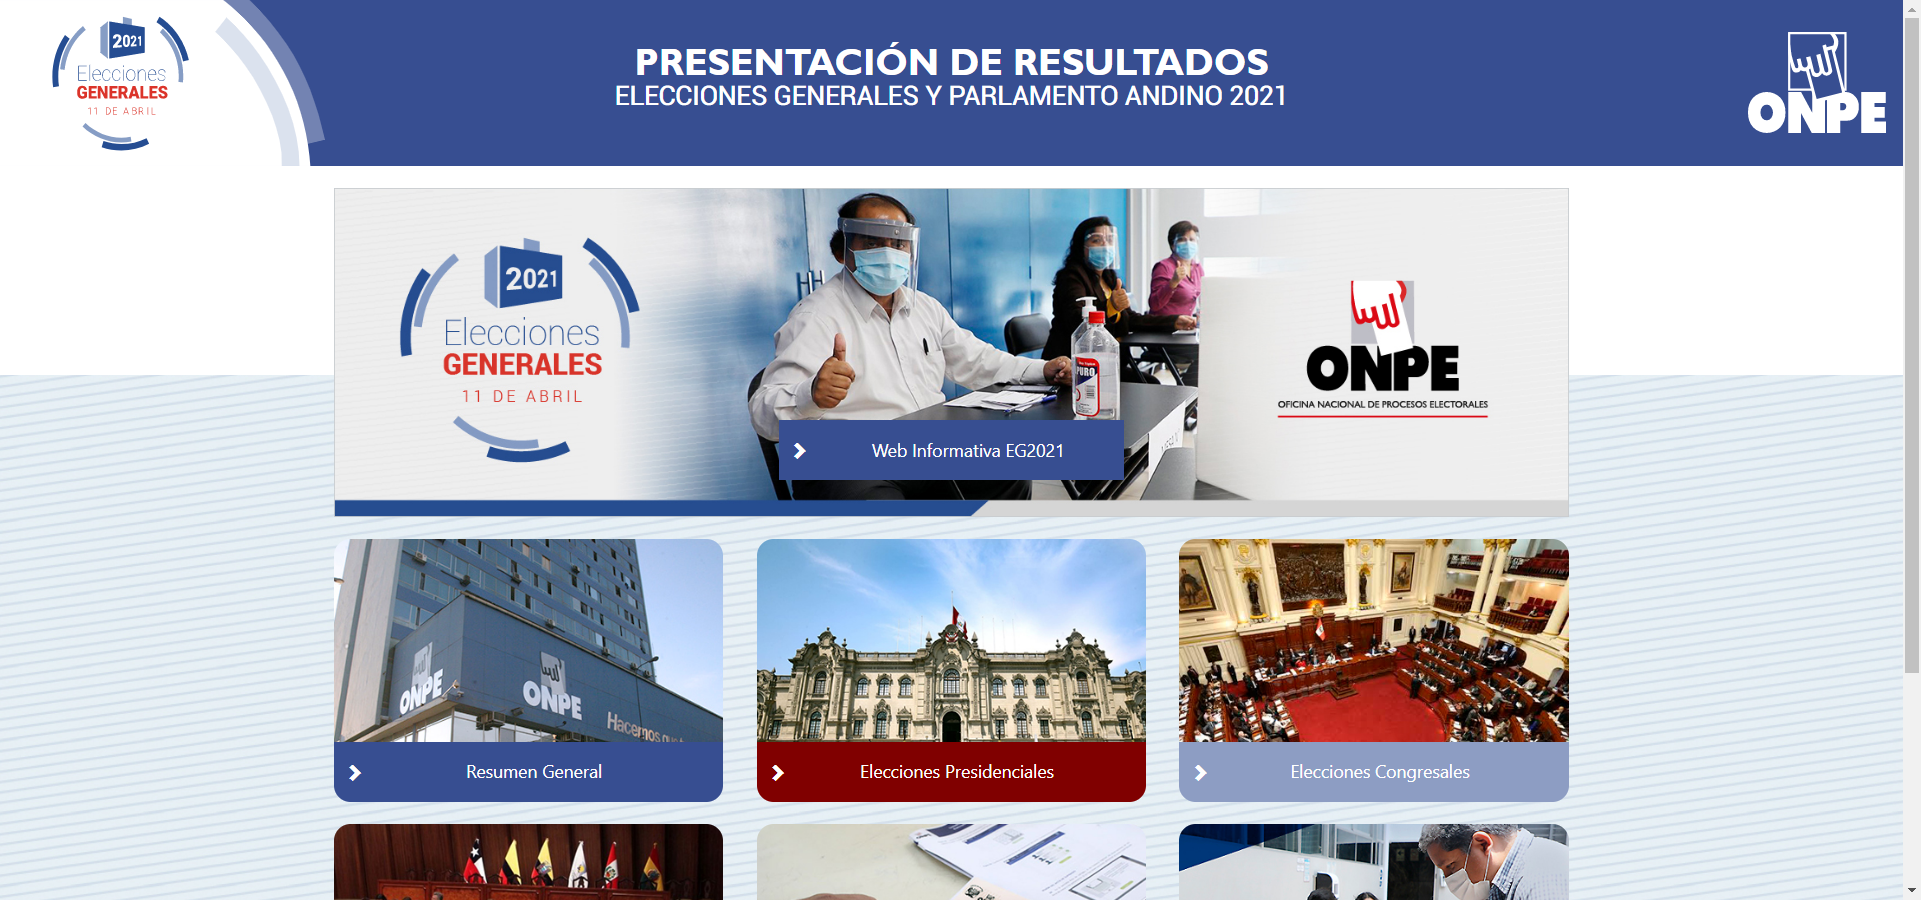 2021
Elecciones
GENERALES
11 DE ABRIL
PRESENTACIÓN DE RESULTADOS
ELECCIONES GENERALES Y PARLAMENTO ANDINO 2021
ONPE
2021
Elecciones
GENERALES
11 DE ABRIL
PURO
ONPE
OFICINA NACIONAL DE PROCESOS ELECTORALES
Web Informativa EG2021
ONPE
ONPE
Hacemos
Resumen General
Elecciones Presidenciales
Elecciones Congresales